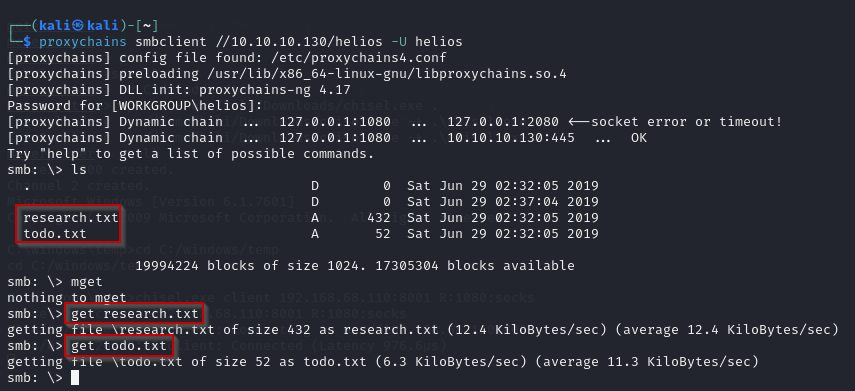 ┌──(kali㉿kali)-[~]
└─$ proxychains smbclient //10.10.10.130/helios -U helios
[proxychains] config file found: /etc/proxychains4.conf
[proxychains] preloading /usr/lib/x86_64-linux-gnu/libproxychains.so.4
[proxychains] DLL init: proxychains-ng 4.17
Password for [WORKGROUP\helios]:
[proxychains] Dynamic chain  ...  127.0.0.1:1080  ...  127.0.0.1:2080 <--socket error or timeout!
[proxychains] Dynamic chain  ...  127.0.0.1:1080  ...  10.10.10.130:445  ...  OK
Try "help" to get a list of possible commands.
smb: \> ls
  .                                   D        0  Sat Jun 29 02:32:05 2019
  ..                                  D        0  Sat Jun 29 02:37:04 2019
  research.txt                        A      432  Sat Jun 29 02:32:05 2019
  todo.txt                            A       52  Sat Jun 29 02:32:05 2019
19994224 blocks of size 1024. 17305304 blocks available
smb: \> mget
nothing to mget
smb: \> get research.txt
getting file \research.txt of size 432 as research.txt (12.4 KiloBytes/sec) (average 12.4 KiloBytes/sec)
smb: \> get todo.txt
getting file \todo.txt of size 52 as todo.txt (6.3 KiloBytes/sec) (average 11.3 KiloBytes/sec)
smb: \>